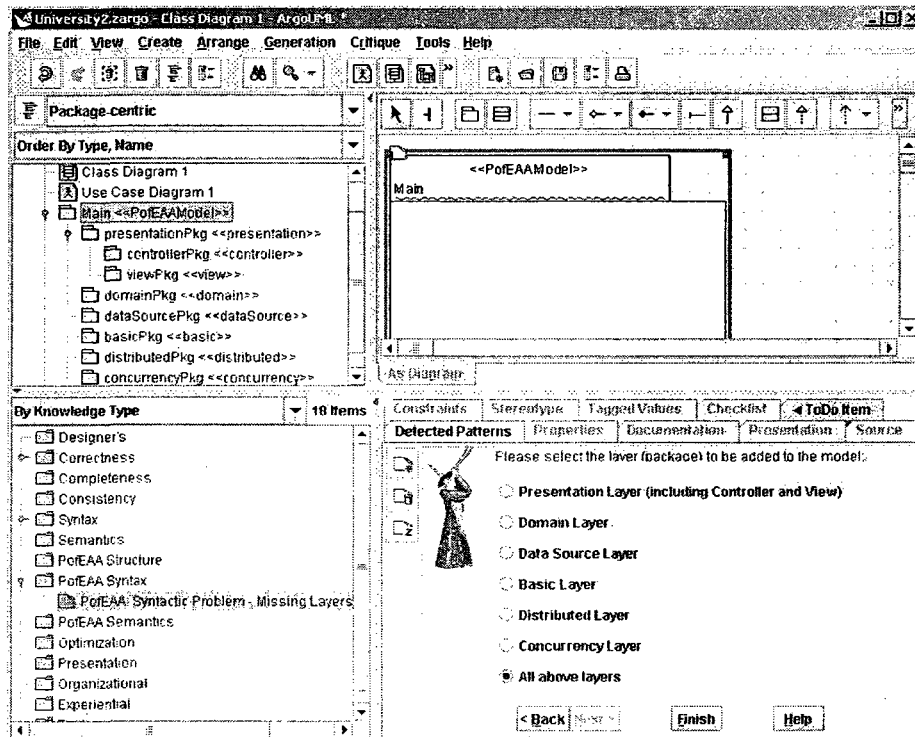 University2.zargo - Class Diagram 1 - ArgoUML *
File Edit View Create Arrange Generation Critique Tools Help
Package-centric
Order By Type, Name
Class Diagram 1
Use Case Diagram 1
Main <<PofEAAModel>>
presentationPkg <<presentation>>
controllerPkg <<controller>>
viewPkg <<view>>
domainPkg <<domain>>
dataSourcePkg <<dataSource>>
basicPkg <<basic>>
distributedPkg <<distributed>>
concurrencyPkg <<concurrency>>
<<PofEAAModel>>
Main
As Diagram
By Knowledge Type 18 Items
Designer's
Correctness
Completeness
Consistency
Syntax
Semantics
PofEAA Structure
PofEAA Syntax
PofEAA Syntactic Problem - Missing Layers
PofEAA Semantics
Optimization
Presentation
Organizational
Experiential
Constraints Stereotype Tagged Values Checklist ToDo Item
Detected Patterns Properties Documentation Presentation Source
Please select the layer (package) to be added to the model:
Presentation Layer (including Controller and View)
Domain Layer
Data Source Layer
Basic Layer
Distributed Layer
Concurrency Layer
All above layers
< Back Next > Finish Help